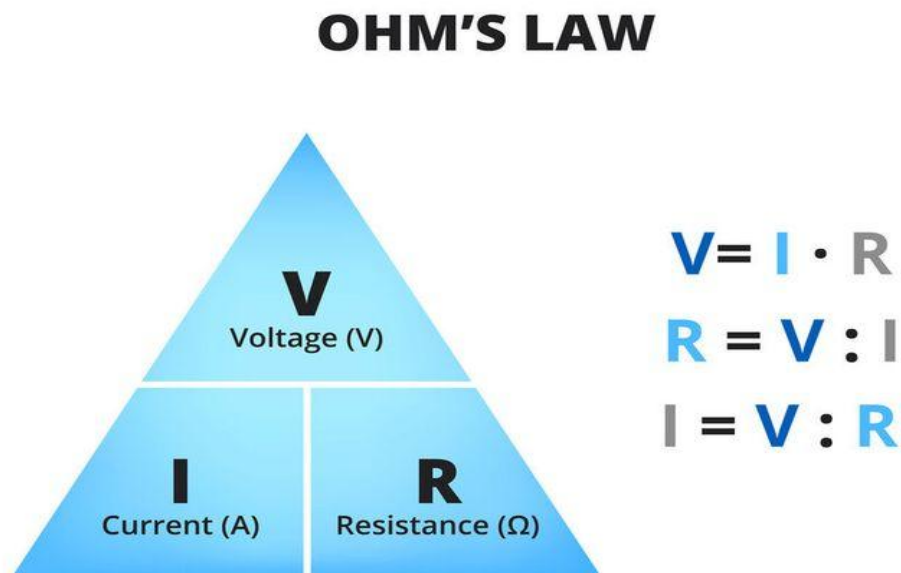 OHM'S LAW
V
Voltage (V)
I
Current (A)
R
Resistance (Ω)
V= I · R
R = V : I
I = V : R